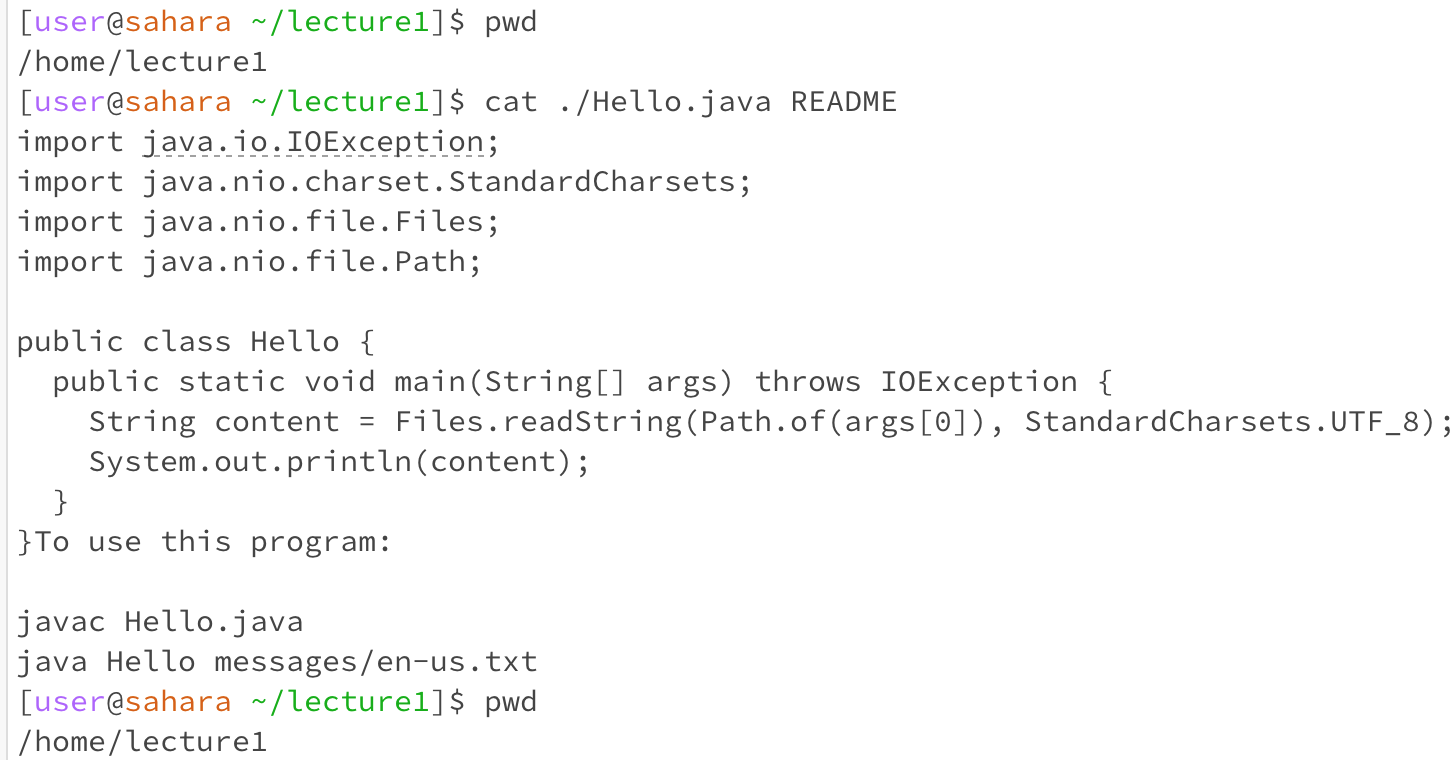 [user@sahara ~/lecture1]$ pwd
/home/lecture1
[user@sahara ~/lecture1]$ cat ./Hello.java README
import java.io.IOException;
import java.nio.charset.StandardCharsets;
import java.nio.file.Files;
import java.nio.file.Path;

public class Hello {
  public static void main(String[] args) throws IOException {
    String content = Files.readString(Path.of(args[0]), StandardCharsets.UTF_8);
    System.out.println(content);
  }
}To use this program:

javac Hello.java
java Hello messages/en-us.txt
[user@sahara ~/lecture1]$ pwd
/home/lecture1